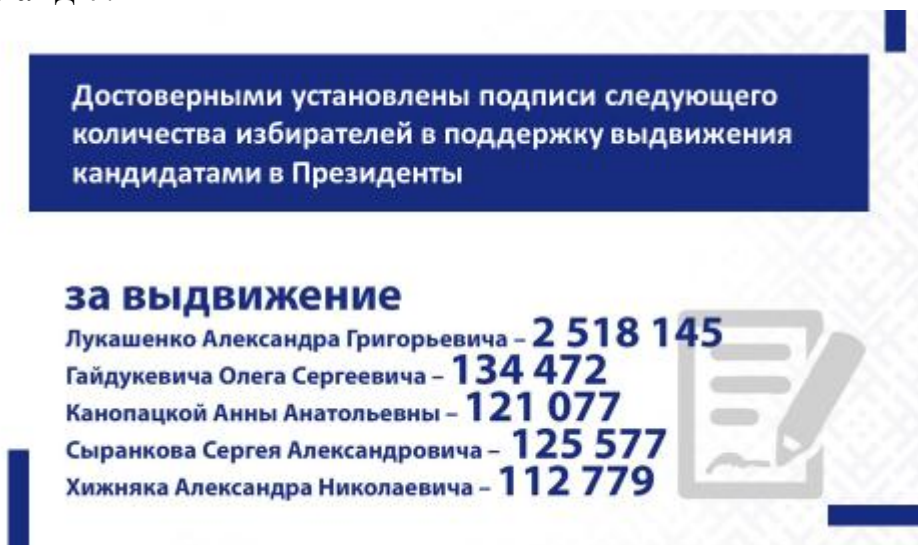 Достоверными установлены подписи следующего
количества избирателей в поддержку выдвижения
кандидатами в Президенты
за выдвижение
Лукашенко Александра Григорьевича – 2 518 145
Гайдукевича Олега Сергеевича – 134 472
Канопацкой Анны Анатольевны – 121 077
Сыранкова Сергея Александровича – 125 577
Хижняка Александра Николаевича – 112 779